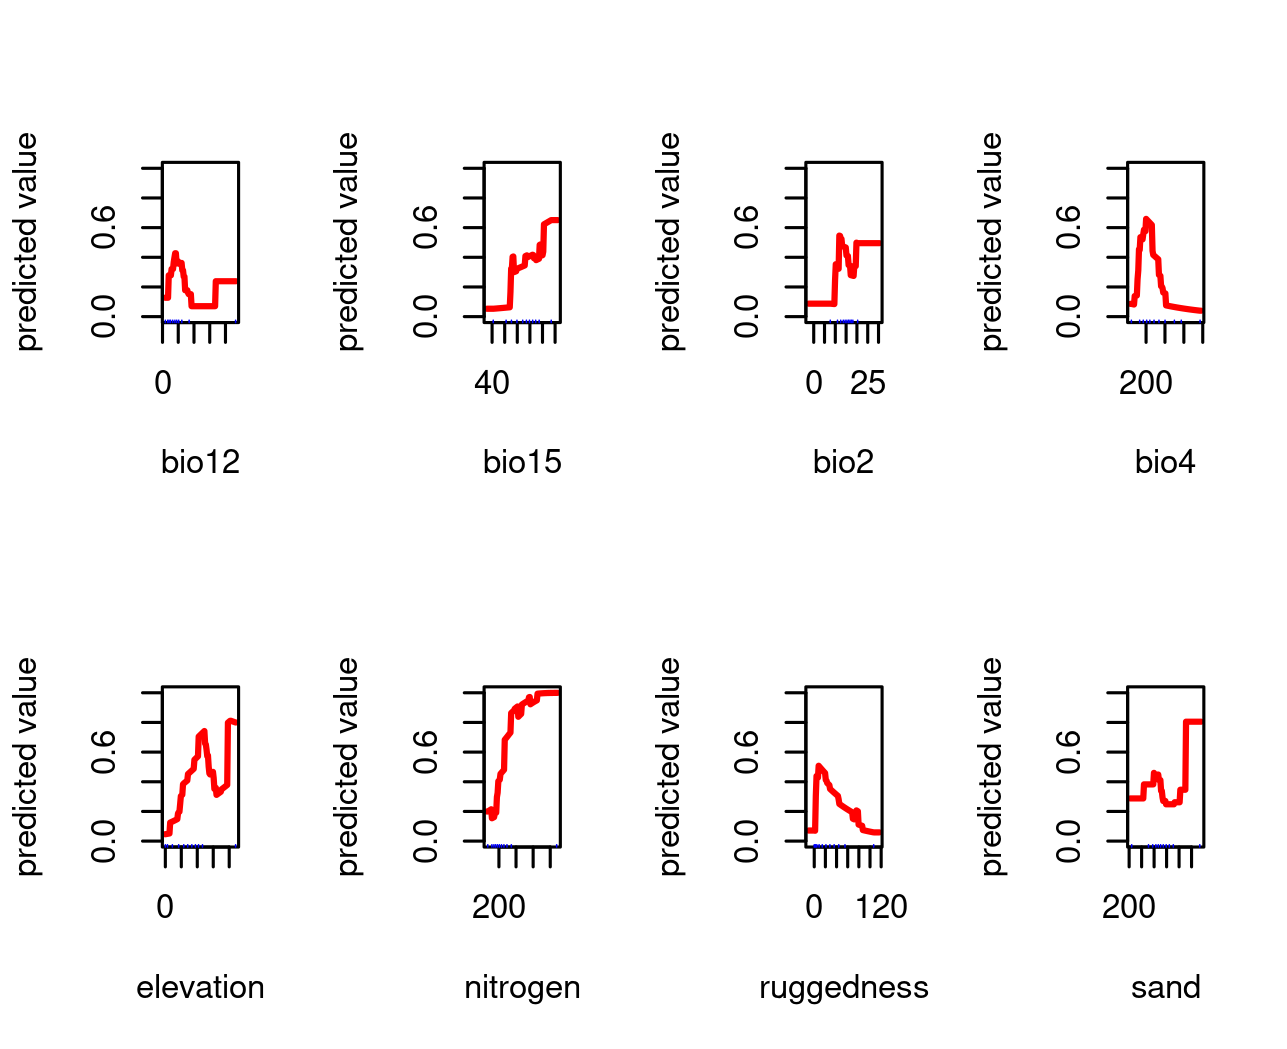 predicted value
0.0 0.6
0
bio12
predicted value
0.0 0.6
40
bio15
predicted value
0.0 0.6
0 25
bio2
predicted value
0.0 0.6
200
bio4
predicted value
0.0 0.6
0
elevation
predicted value
0.0 0.6
200
nitrogen
predicted value
0.0 0.6
0 120
ruggedness
predicted value
0.0 0.6
200
sand